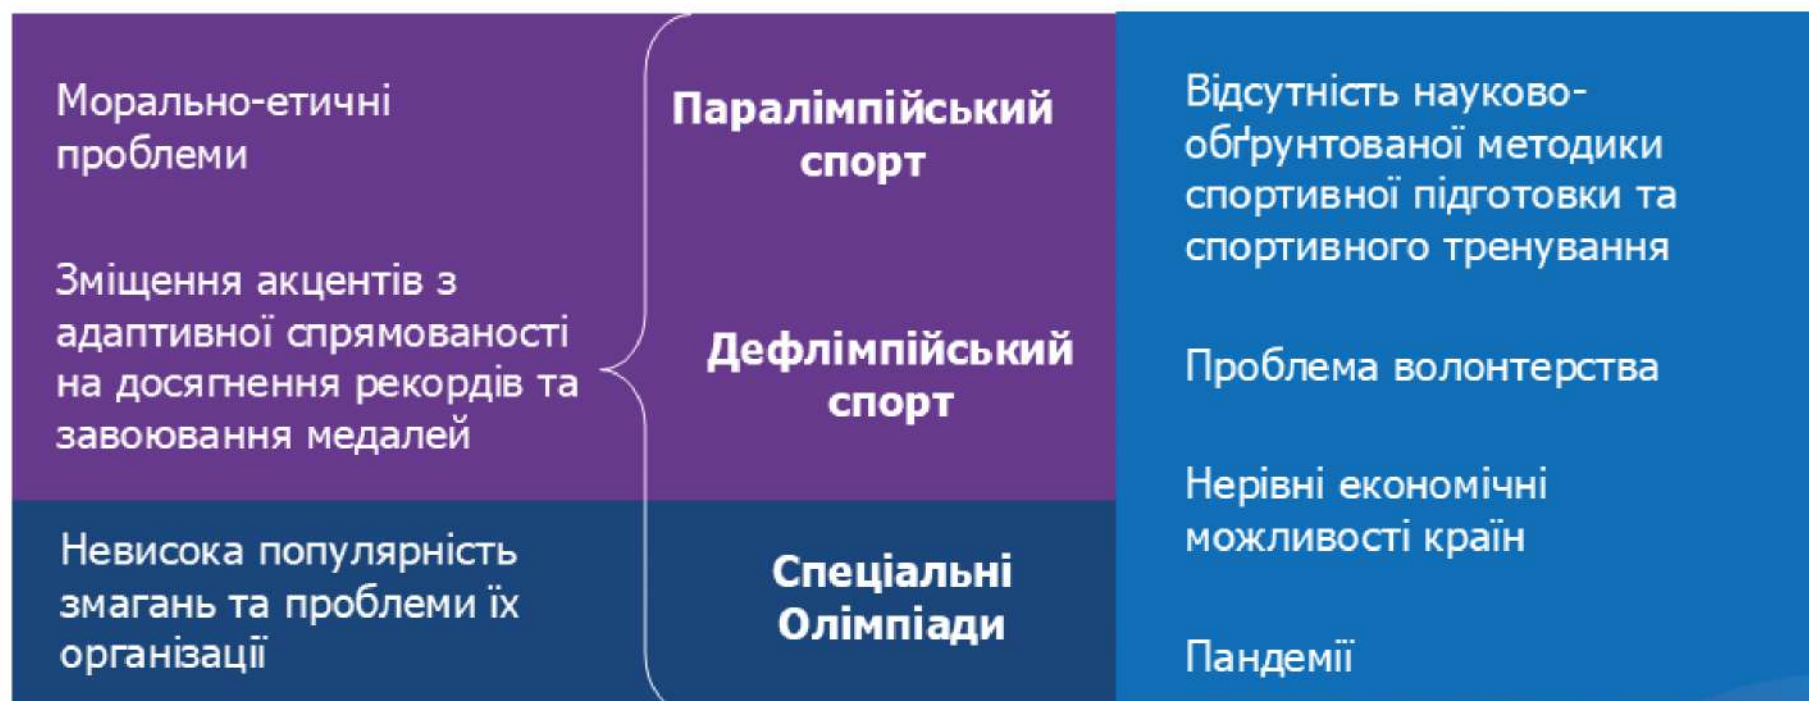 Морально-етичні
проблеми
Зміщення акцентів з
адаптивної спрямованості
на досягнення рекордів та
завоювання медалей
Невисока популярність
змагань та проблеми їх
організації
Паралімпійський
спорт
Дефлімпійський
спорт
Спеціальні
Олімпіади
Відсутність науково-
обґрунтованої методики
спортивної підготовки та
спортивного тренування
Проблема волонтерства
Нерівні економічні
можливості країн
Пандемії